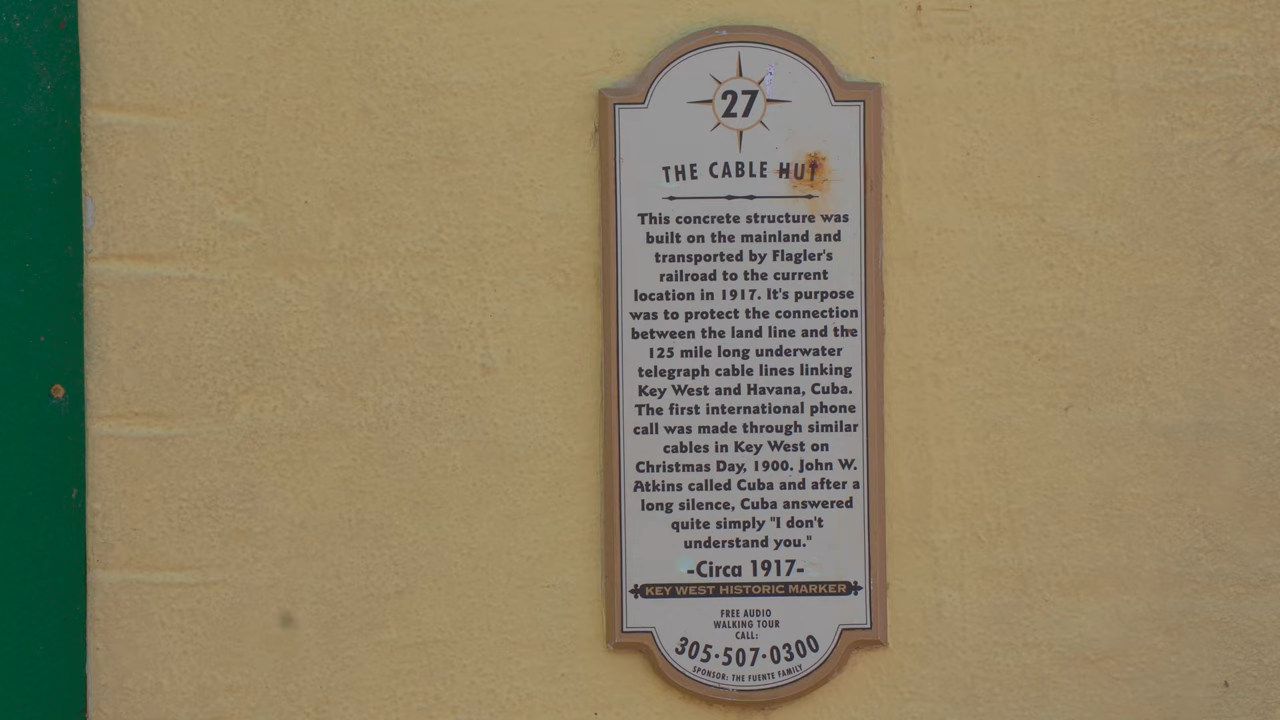 27
THE CABLE HUT
This concrete structure was
built on the mainland and
transported by Flagler's
railroad to the current
location in 1917. It's purpose
was to protect the connection
between the land line and the
125 mile long underwater
telegraph cable lines linking
Key West and Havana, Cuba.
The first international phone
call was made through similar
cables in Key West on
Christmas Day, 1900. John W.
Atkins called Cuba and after a
long silence, Cuba answered
quite simply "I don't
understand you."
-Circa 1917-
KEY WEST HISTORIC MARKER
FREE AUDIO
WALKING TOUR
CALL:
305·507·0300
SPONSOR: THE FUENTE FAMILY